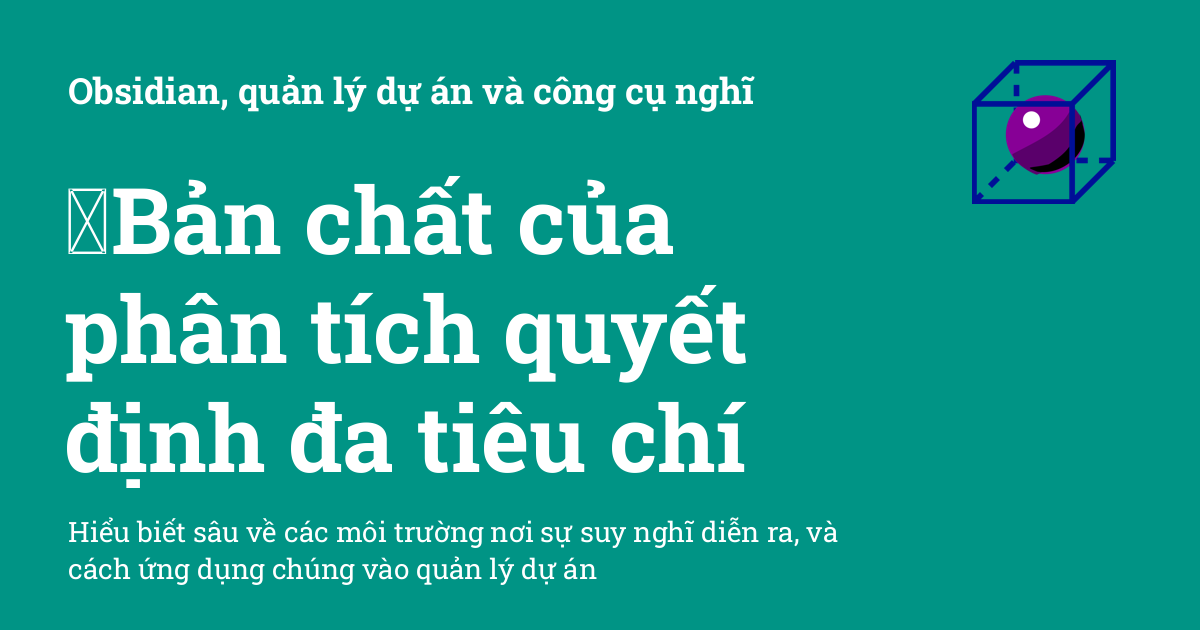 Obsidian, quản lý dự án và công cụ nghĩ
Bản chất của
phân tích quyết
định đa tiêu chí
Hiểu biết sâu về các môi trường nơi sự suy nghĩ diễn ra, và
cách ứng dụng chúng vào quản lý dự án